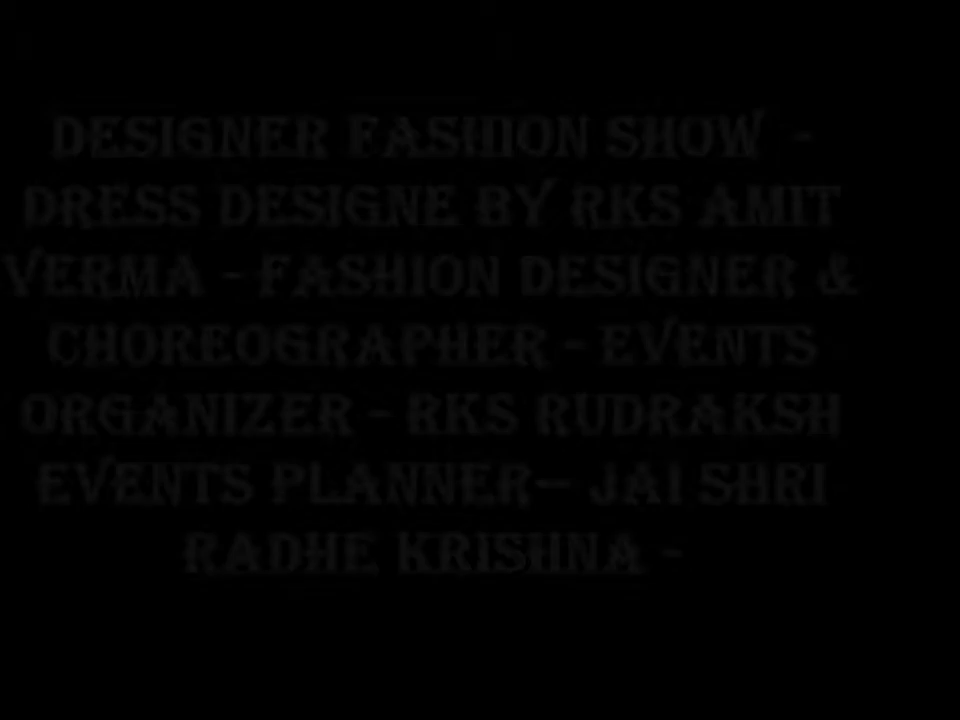 DESIGNER FASHION SHOW -
DRESS DESIGNE BY RKS AMIT
VERMA - FASHION DESIGNER &
CHOREOGRAPHER - EVENTS
ORGANIZER - RKS RUDRAKSH
EVENTS PLANNER– JAI SHRI
RADHE KRISHNA -